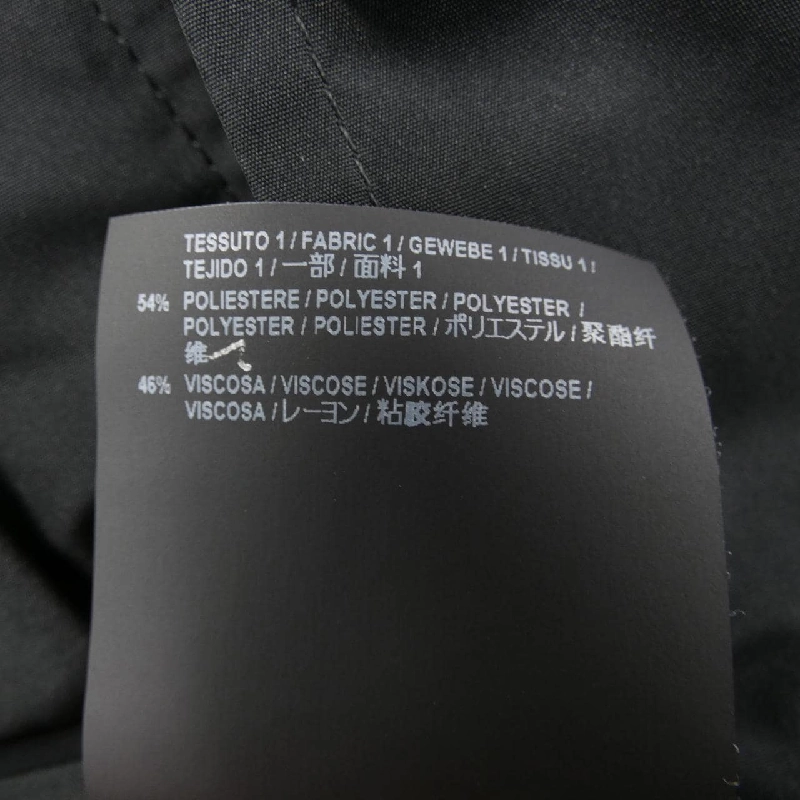 TESSUTO 1 / FABRIC 1 / GEWEBE 1 / TISSU 1 /
TEJIDO 1 / 一部 / 面料 1
54% POLIESTERE / POLYESTER / POLYESTER /
POLYESTER / POLIESTER / ポリエステル / 聚酯纤
维
46% VISCOSA / VISCOSE / VISKOSE / VISCOSE /
VISCOSA / レーヨン / 粘胶纤维